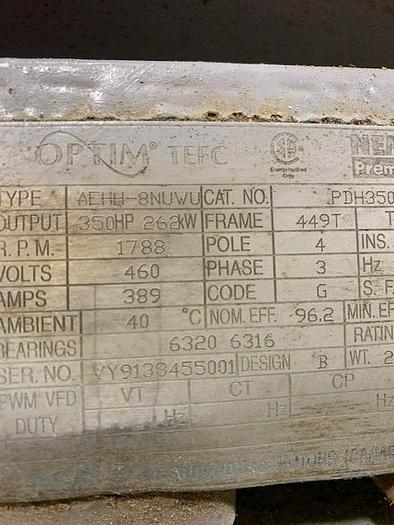 OPTIM® TEFC NEM
Energy Verified Only Prem
TYPE AEHH-8NUWU CAT. NO. PDH350
OUTPUT 350HP 262KW FRAME 449T T
R. P. M. 1788 POLE 4 INS.
VOLTS 460 PHASE 3 Hz
AMPS 389 CODE G S. F.
AMBIENT 40 °C NOM. EFF. 96.2 MIN. EF
BEARINGS 6320 6316 RATIN
SER. NO. VY9138455001 DESIGN B WT. 2
PWM VFD VT CT CP
DUTY Hz Hz Hz